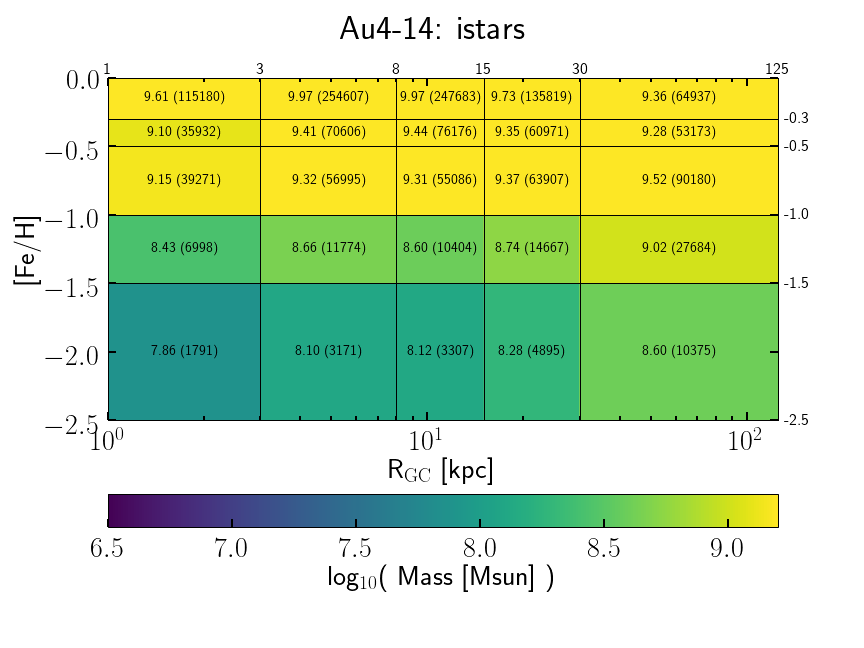 Au4-14: istars
1 3 8 15 30 125
0.0 9.61 (115180) 9.97 (254607) 9.97 (247683) 9.73 (135819) 9.36 (64937)
-0.3
9.10 (35932) 9.41 (70606) 9.44 (76176) 9.35 (60971) 9.28 (53173)
−0.5 -0.5
9.15 (39271) 9.32 (56995) 9.31 (55086) 9.37 (63907) 9.52 (90180)
−1.0 -1.0
8.43 (6998) 8.66 (11774) 8.60 (10404) 8.74 (14667) 9.02 (27684)
[Fe/H]
−1.5 -1.5
−2.0 7.86 (1791) 8.10 (3171) 8.12 (3307) 8.28 (4895) 8.60 (10375)
−2.5 -2.5
10⁰ 10¹ 10²
R_GC [kpc]
6.5 7.0 7.5 8.0 8.5 9.0
log₁₀( Mass [Msun] )